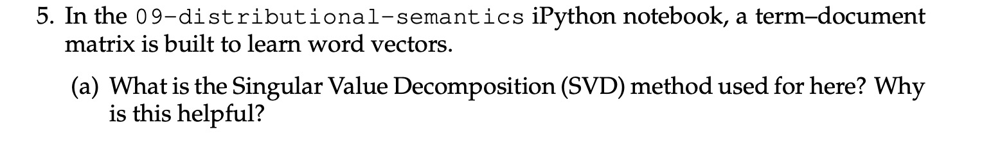 5. In the 09-distributional-semantics iPython notebook, a term–document
matrix is built to learn word vectors.
(a) What is the Singular Value Decomposition (SVD) method used for here? Why
is this helpful?